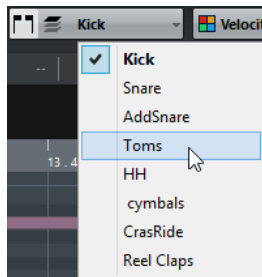 Kick
Velocit
--
Kick
Snare
AddSnare
Toms
13.4
HH
cymbals
CrasRide
Reel Claps